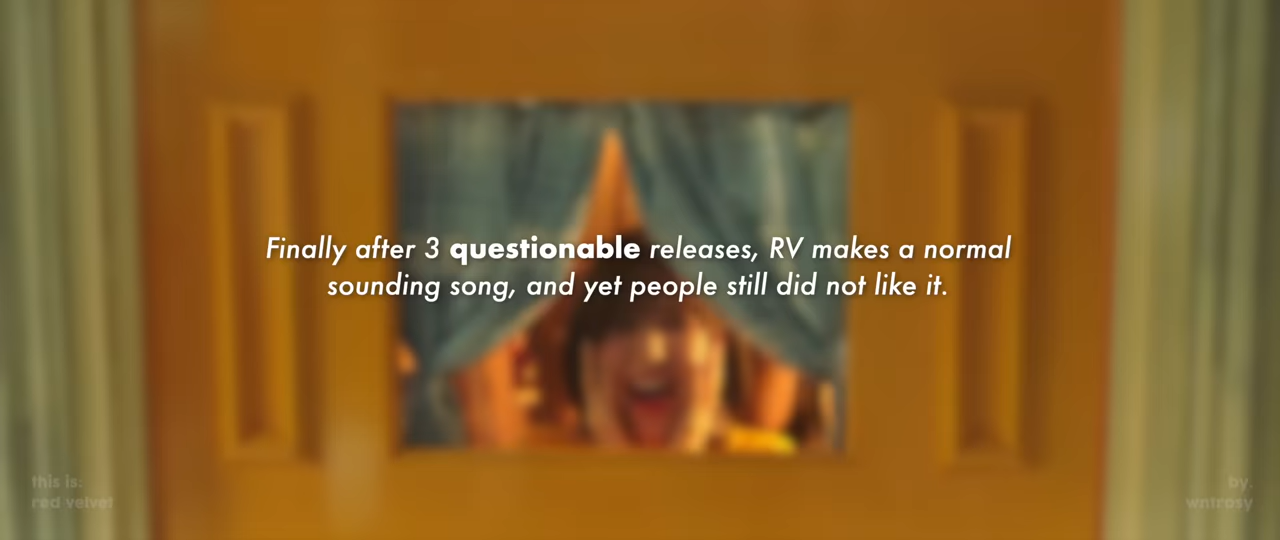 Finally after 3 questionable releases, RV makes a normal
sounding song, and yet people still did not like it.
this is:
red velvet
by.
wntrosy